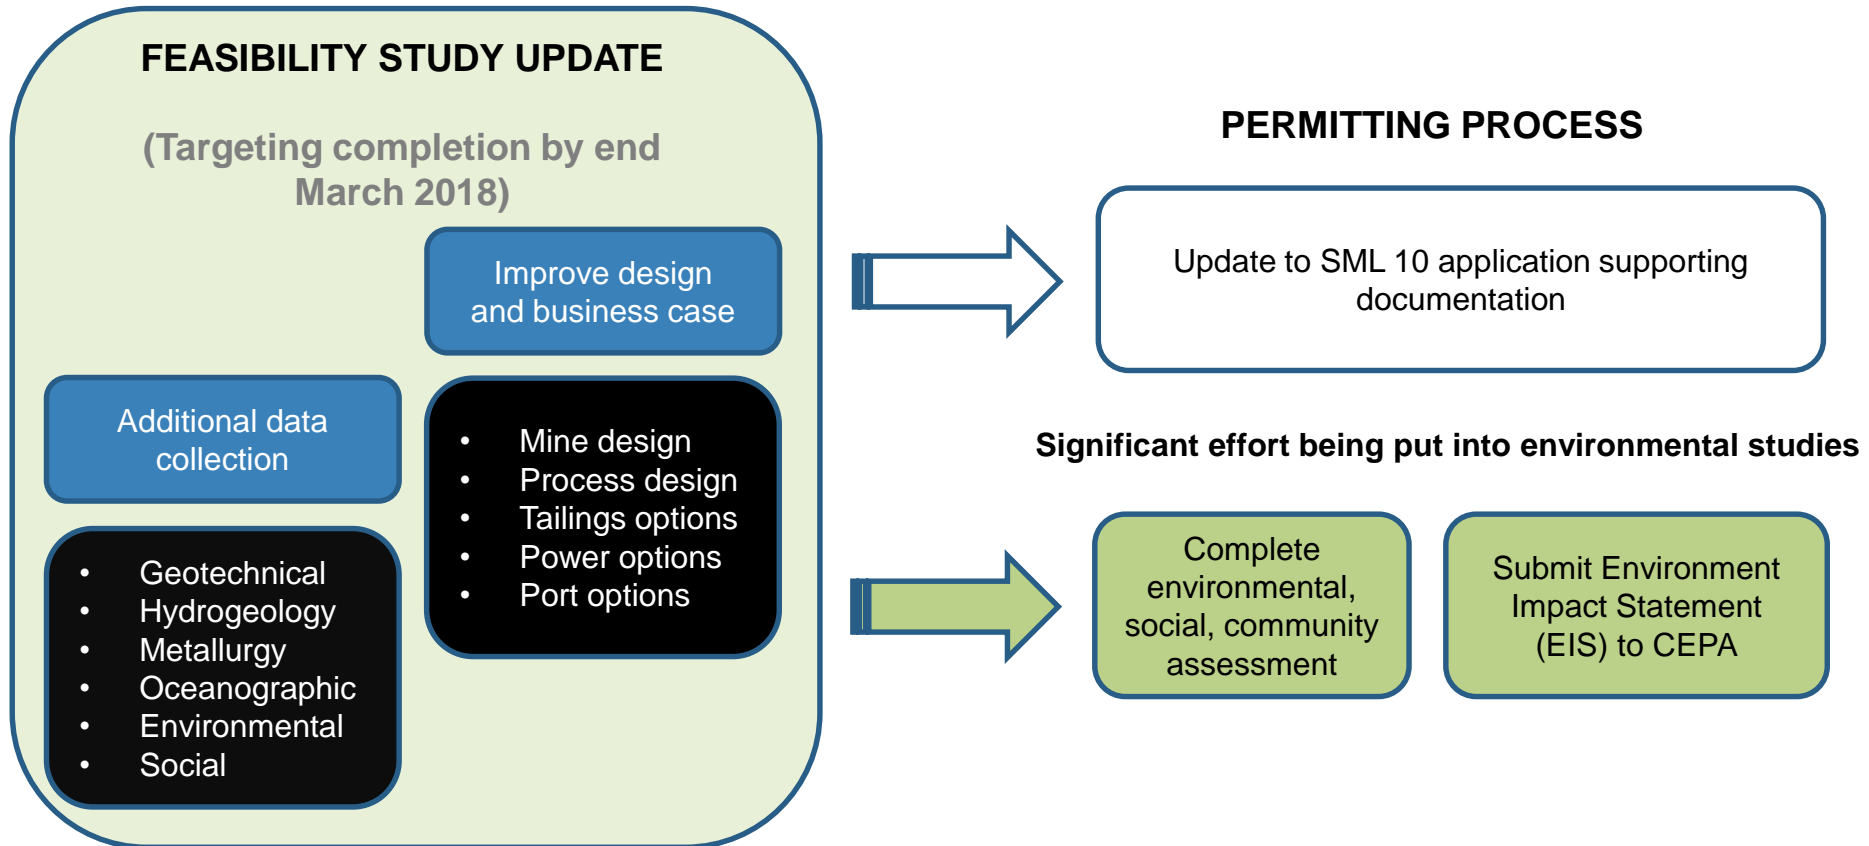 FEASIBILITY STUDY UPDATE
(Targeting completion by end
March 2018)
Improve design
and business case
Additional data
collection
• Mine design
• Process design
• Tailings options
• Power options
• Port options
• Geotechnical
• Hydrogeology
• Metallurgy
• Oceanographic
• Environmental
• Social
PERMITTING PROCESS
Update to SML 10 application supporting
documentation
Significant effort being put into environmental studies
Complete
environmental,
social, community
assessment
Submit Environment
Impact Statement
(EIS) to CEPA